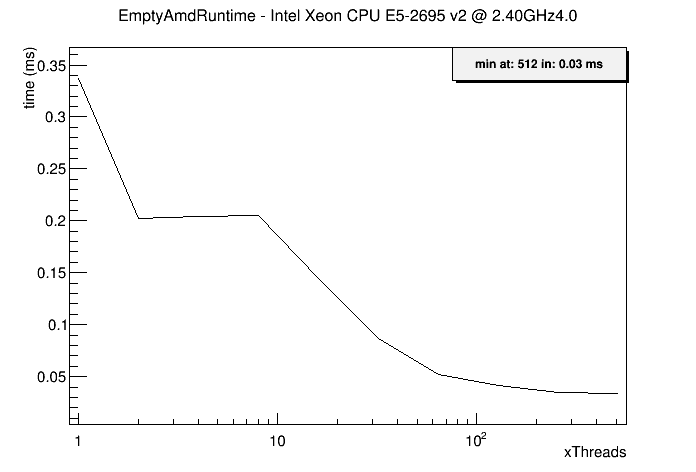 EmptyAmdRuntime - Intel Xeon CPU E5-2695 v2 @ 2.40GHz4.0
time (ms)
min at: 512 in: 0.03 ms
0.35
0.3
0.25
0.2
0.15
0.1
0.05
1 10 10²
xThreads